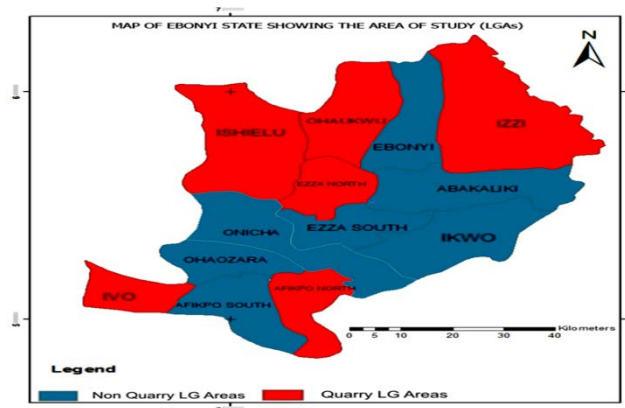 MAP OF EBONYI STATE SHOWING THE AREA OF STUDY (LGAs)
N
OHAUKWU
IZZI
ISHIELU
EBONYI
EZZA NORTH
ABAKALIKI
ONICHA
EZZA SOUTH
IKWO
OHAOZARA
AFIKPO NORTH
IVO
AFIKPO SOUTH
Kilometers
0 5 10 20 30 40
Legend
Non Quarry LG Areas
Quarry LG Areas